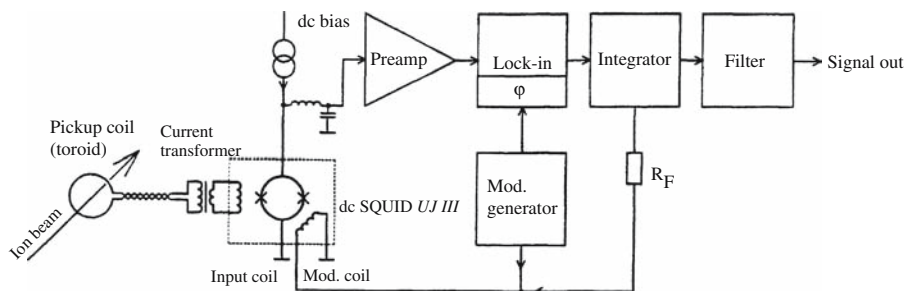 dc bias
Preamp
Lock-in
φ
Integrator
Filter
Signal out
Pickup coil
(toroid)
Current
transformer
Ion beam
dc SQUID UJ III
Mod.
generator
R_F
Input coil
Mod. coil